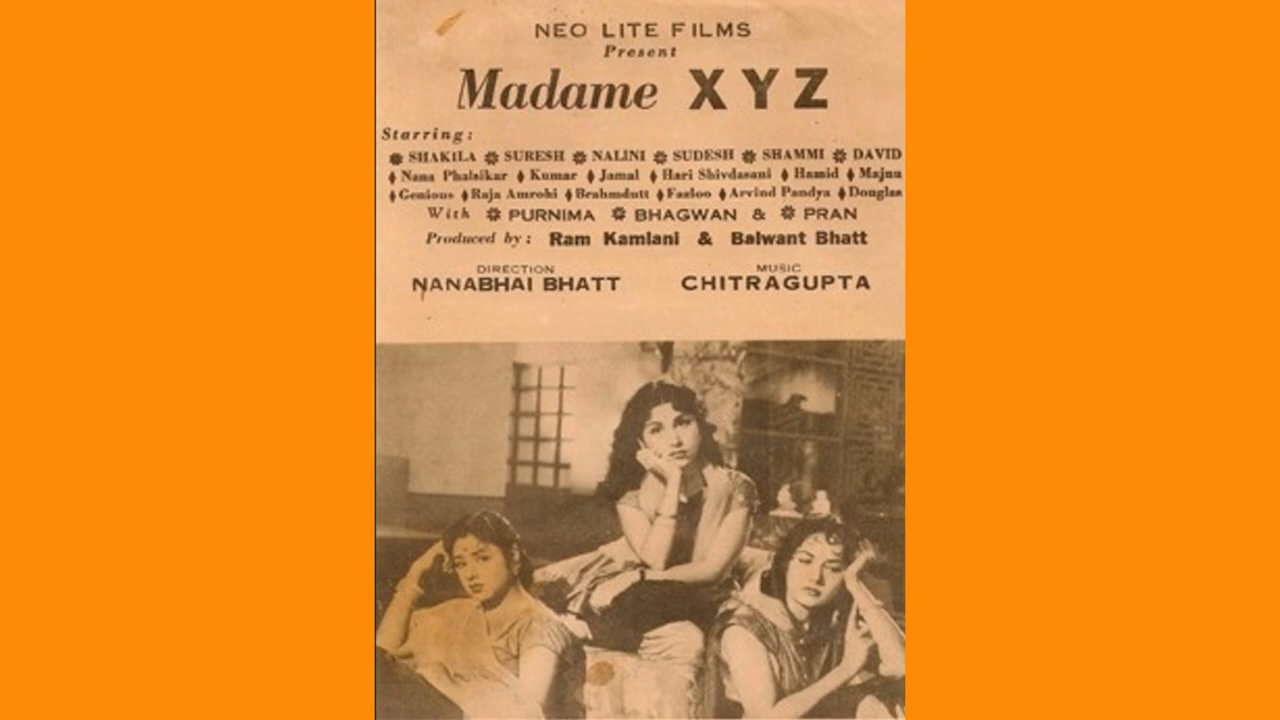 NEO LITE FILMS
Present
Madame XYZ
Starring:
SHAKILA SURESH NALINI SUDESH SHAMMI DAVID
Nana Phalsikar Kumar Jamal Hari Shivdasani Hamid Majnu
Genious Raja Amrohi Brahmdutt Fazloo Arvind Pandya Douglas
With PURNIMA BHAGWAN & PRAN
Produced by: Ram Kamlani & Balwant Bhatt
DIRECTION MUSIC
NANABHAI BHATT CHITRAGUPTA